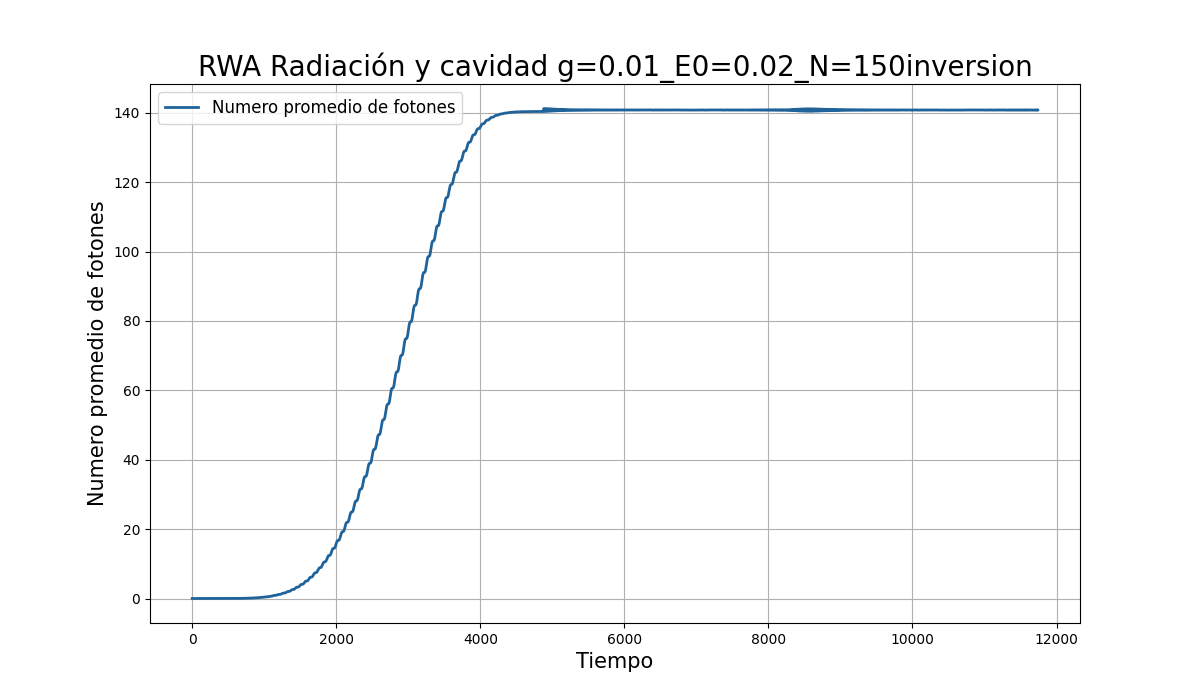 RWA Radiación y cavidad g=0.01_E0=0.02_N=150inversion
Numero promedio de fotones
Numero promedio de fotones
140
120
100
80
60
40
20
0
0 2000 4000 6000 8000 10000 12000
Tiempo